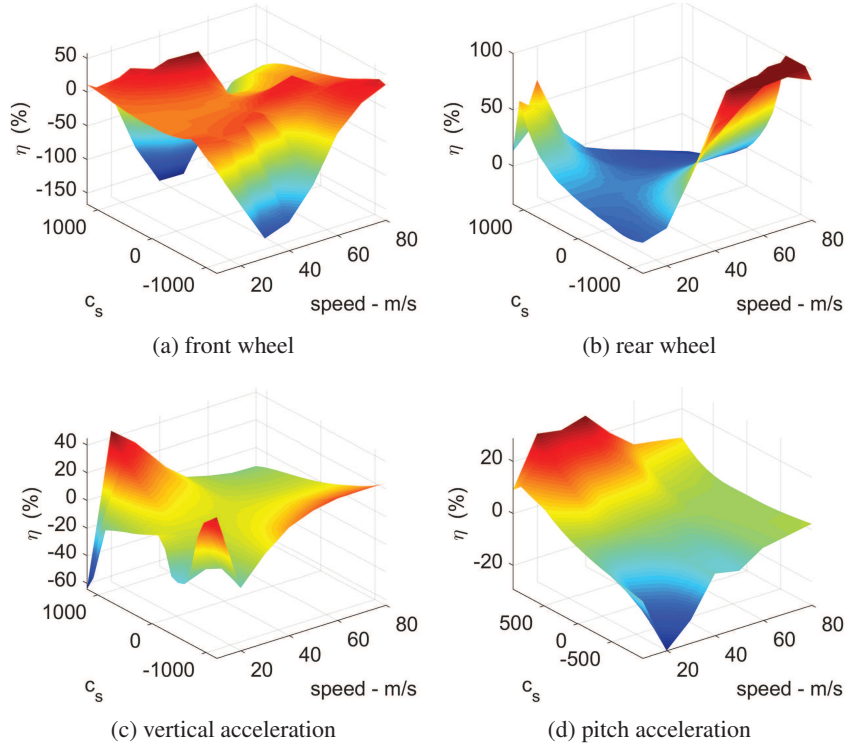 50
0
-50
-100
-150
η (%)
1000
0
-1000
c_s
20
40
60
80
speed - m/s
(a) front wheel
100
50
0
η (%)
1000
0
-1000
c_s
20
40
60
80
speed - m/s
(b) rear wheel
40
20
0
-20
-40
-60
η (%)
1000
0
-1000
c_s
20
40
60
80
speed - m/s
(c) vertical acceleration
20
0
-20
η (%)
500
0
-500
c_s
20
40
60
80
speed - m/s
(d) pitch acceleration